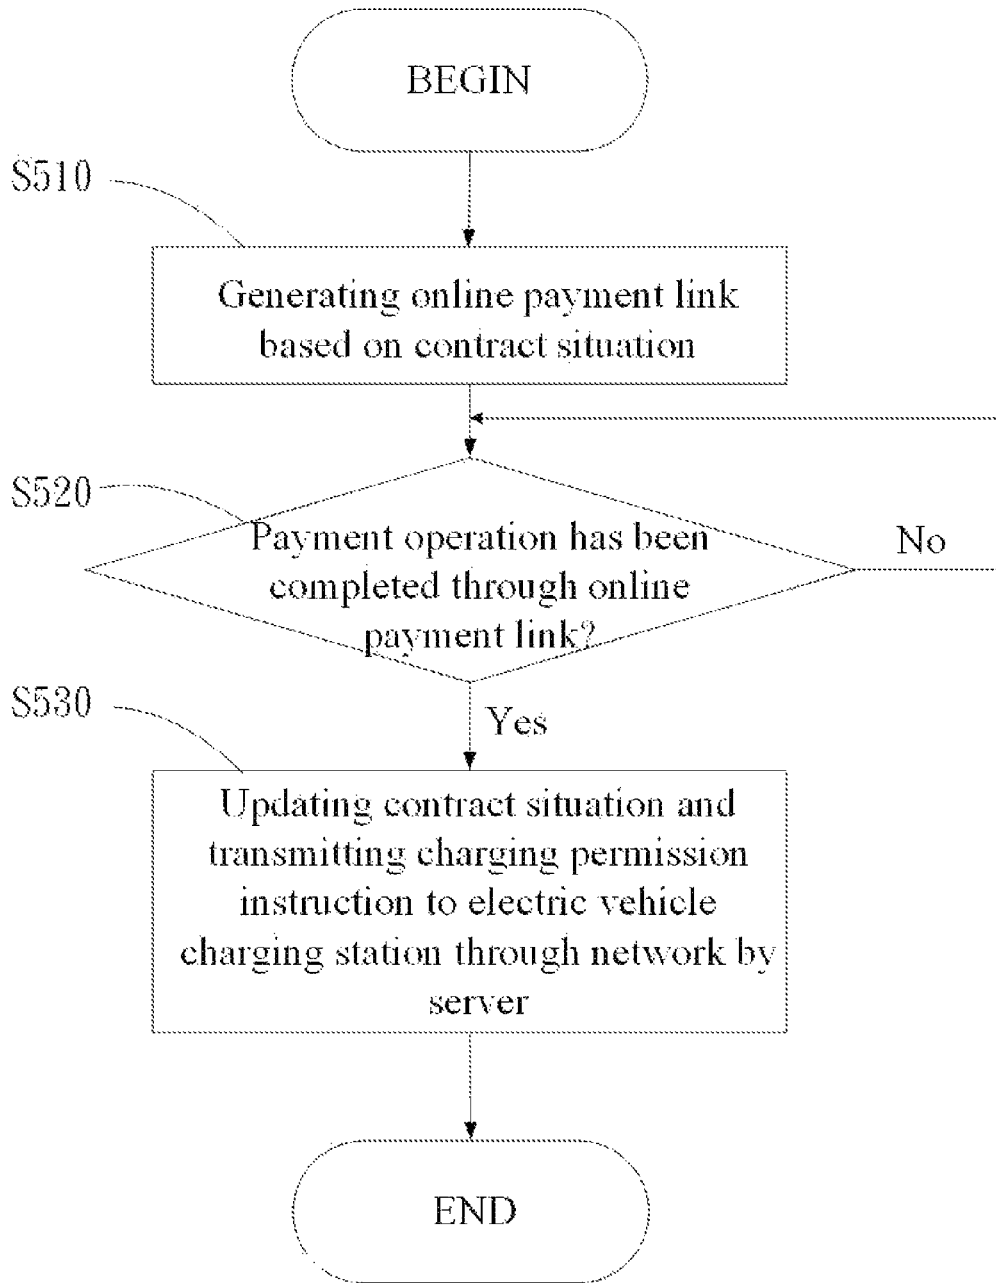 BEGIN
S510
Generating online payment link
based on contract situation
S520
Payment operation has been
completed through online
payment link?
No
S530
Yes
Updating contract situation and
transmitting charging permission
instruction to electric vehicle
charging station through network by
server
END